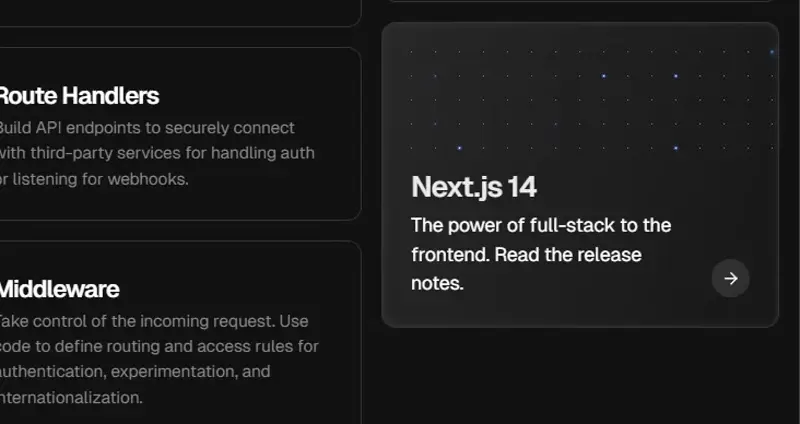 Route Handlers
Build API endpoints to securely connect
with third-party services for handling auth
or listening for webhooks.
Middleware
Take control of the incoming request. Use
code to define routing and access rules for
authentication, experimentation, and
internationalization.
Next.js 14
The power of full-stack to the
frontend. Read the release
notes.